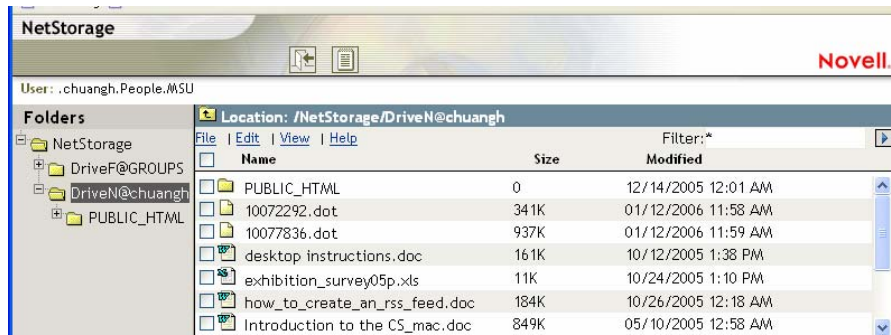 NetStorage
Novell.
User: .chuangh.People.MSU
Folders
NetStorage
DriveF@GROUPS
DriveN@chuangh
PUBLIC_HTML
Location: /NetStorage/DriveN@chuangh
File | Edit | View | Help Filter:*
Name Size Modified
PUBLIC_HTML 0 12/14/2005 12:01 AM
10072292.dot 341K 01/12/2006 11:58 AM
10077836.dot 937K 01/12/2006 11:59 AM
desktop instructions.doc 161K 10/12/2005 1:38 PM
exhibition_survey05p.xls 11K 10/24/2005 1:10 PM
how_to_create_an_rss_feed.doc 184K 10/26/2005 12:18 AM
Introduction to the CS_mac.doc 849K 05/10/2005 12:58 AM